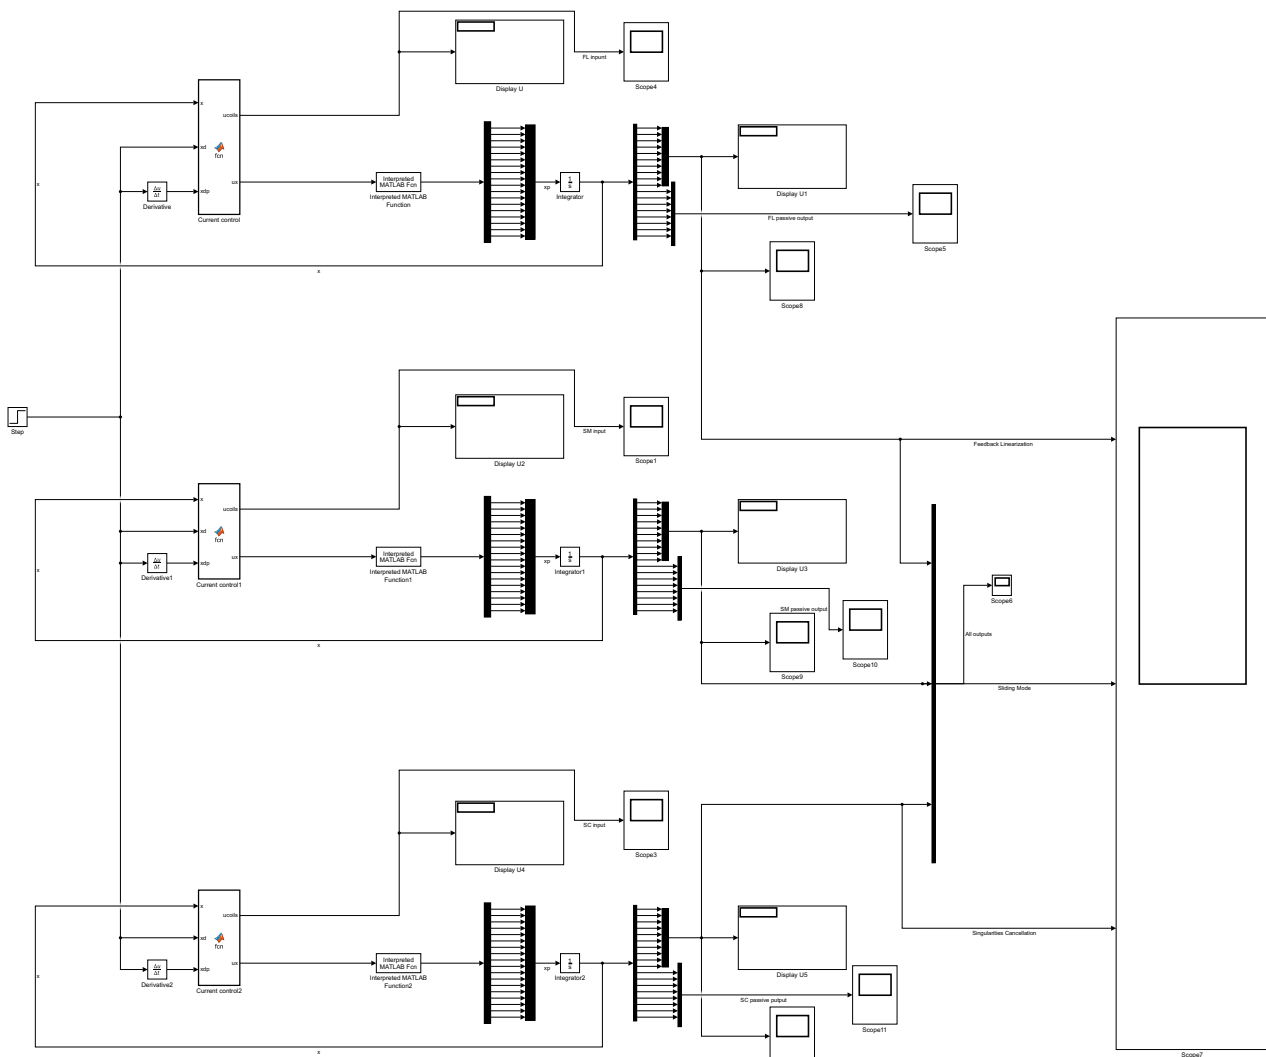 FL inpunt
Scope4
Display U
x
ucoils
xd
fcn
xdp
ux
Δu
Δt
Derivative
Current control
Interpreted
MATLAB Fcn
Interpreted MATLAB
Function
xp
1
s
Integrator
Display U1
FL passive output
Scope5
Scope8
x
x
Step
SM input
Scope1
Display U2
Feedback Linearization
x
ucoils
xd
fcn
xdp
ux
Δu
Δt
Derivative1
Current control1
Interpreted
MATLAB Fcn
Interpreted MATLAB
Function1
xp
1
s
Integrator1
Display U3
Scope6
SM passive output
Scope10
Scope9
All outputs
Sliding Mode
x
x
SC input
Scope3
Display U4
x
ucoils
xd
fcn
xdp
ux
Δu
Δt
Derivative2
Current control2
Interpreted
MATLAB Fcn
Interpreted MATLAB
Function2
xp
1
s
Integrator2
Display U5
Singularities Cancellation
SC passive putput
Scope11
x
x
Scope7